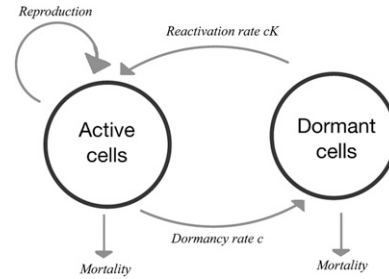 Reproduction
Reactivation rate cK
Active
cells
Dormant
cells
Dormancy rate c
Mortality
Mortality